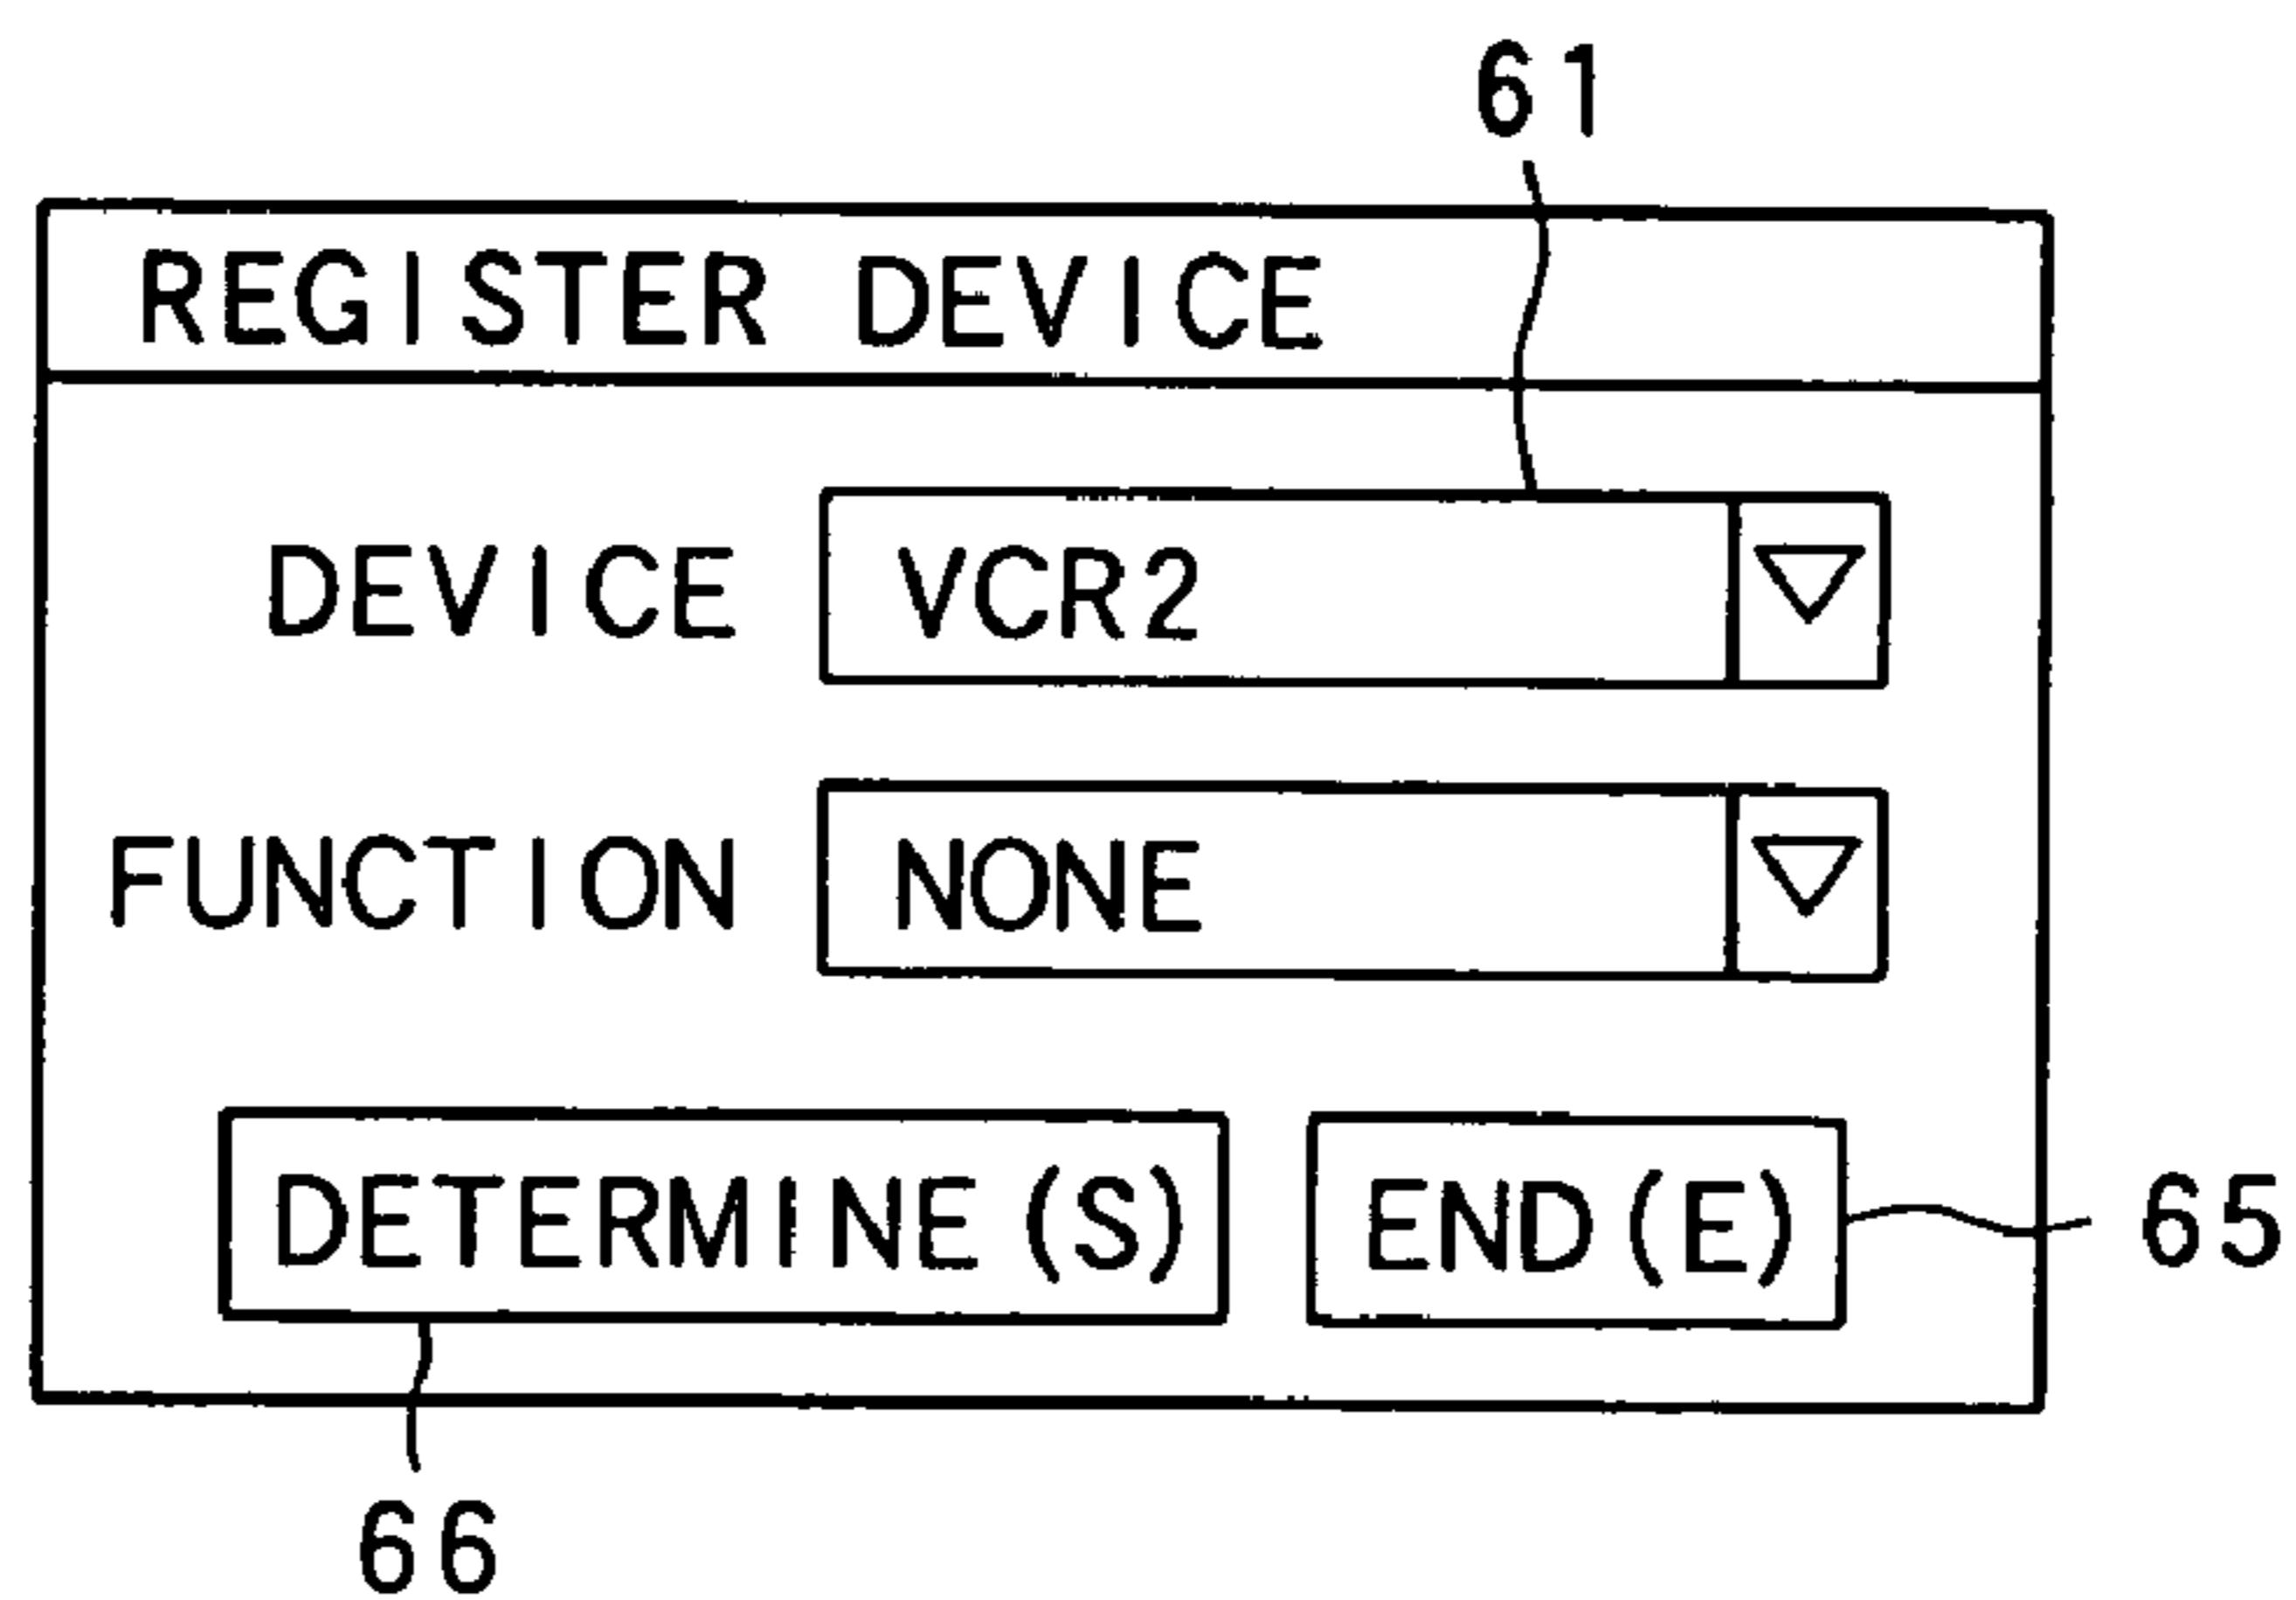 61
REGISTER DEVICE
DEVICE VCR2
FUNCTION NONE
DETERMINE (S) END (E) 65
66